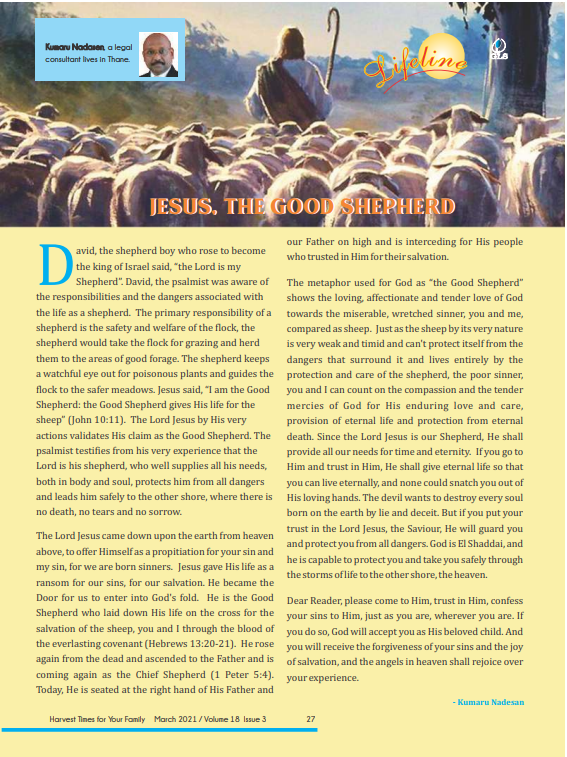 Kumaru Nadasan, a legal
consultant lives in Thane.
Lifeline
GLS
JESUS, THE GOOD SHEPHERD
David, the shepherd boy who rose to become
the king of Israel said, “the Lord is my
Shepherd”. David, the psalmist was aware of
the responsibilities and the dangers associated with
the life as a shepherd. The primary responsibility of a
shepherd is the safety and welfare of the flock, the
shepherd would take the flock for grazing and herd
them to the areas of good forage. The shepherd keeps
a watchful eye out for poisonous plants and guides the
flock to the safer meadows. Jesus said, “I am the Good
Shepherd: the Good Shepherd gives His life for the
sheep” (John 10:11). The Lord Jesus by His very
actions validates His claim as the Good Shepherd. The
psalmist testifies from his very experience that the
Lord is his shepherd, who well supplies all his needs,
both in body and soul, protects him from all dangers
and leads him safely to the other shore, where there is
no death, no tears and no sorrow.
The Lord Jesus came down upon the earth from heaven
above, to offer Himself as a propitiation for your sin and
my sin, for we are born sinners. Jesus gave His life as a
ransom for our sins, for our salvation. He became the
Door for us to enter into God’s fold. He is the Good
Shepherd who laid down His life on the cross for the
salvation of the sheep, you and I through the blood of
the everlasting covenant (Hebrews 13:20-21). He rose
again from the dead and ascended to the Father and is
coming again as the Chief Shepherd (1 Peter 5:4).
Today, He is seated at the right hand of His Father and
our Father on high and is interceding for His people
who trusted in Him for their salvation.
The metaphor used for God as “the Good Shepherd”
shows the loving, affectionate and tender love of God
towards the miserable, wretched sinner, you and me,
compared as sheep. Just as the sheep by its very nature
is very weak and timid and can’t protect itself from the
dangers that surround it and lives entirely by the
protection and care of the shepherd, the poor sinner,
you and I can count on the compassion and the tender
mercies of God for His enduring love and care,
provision of eternal life and protection from eternal
death. Since the Lord Jesus is our Shepherd, He shall
provide all our needs for time and eternity. If you go to
Him and trust in Him, He shall give eternal life so that
you can live eternally, and none could snatch you out of
His loving hands. The devil wants to destroy every soul
born on the earth by lie and deceit. But if you put your
trust in the Lord Jesus, the Saviour, He will guard you
and protect you from all dangers. God is El Shaddai, and
he is capable to protect you and take you safely through
the storms of life to the other shore, the heaven.
Dear Reader, please come to Him, trust in Him, confess
your sins to Him, just as you are, wherever you are. If
you do so, God will accept you as His beloved child. And
you will receive the forgiveness of your sins and the joy
of salvation, and the angels in heaven shall rejoice over
your experience.
- Kumaru Nadesan
Harvest Times for Your Family March 2021 / Volume 18 Issue 3 27